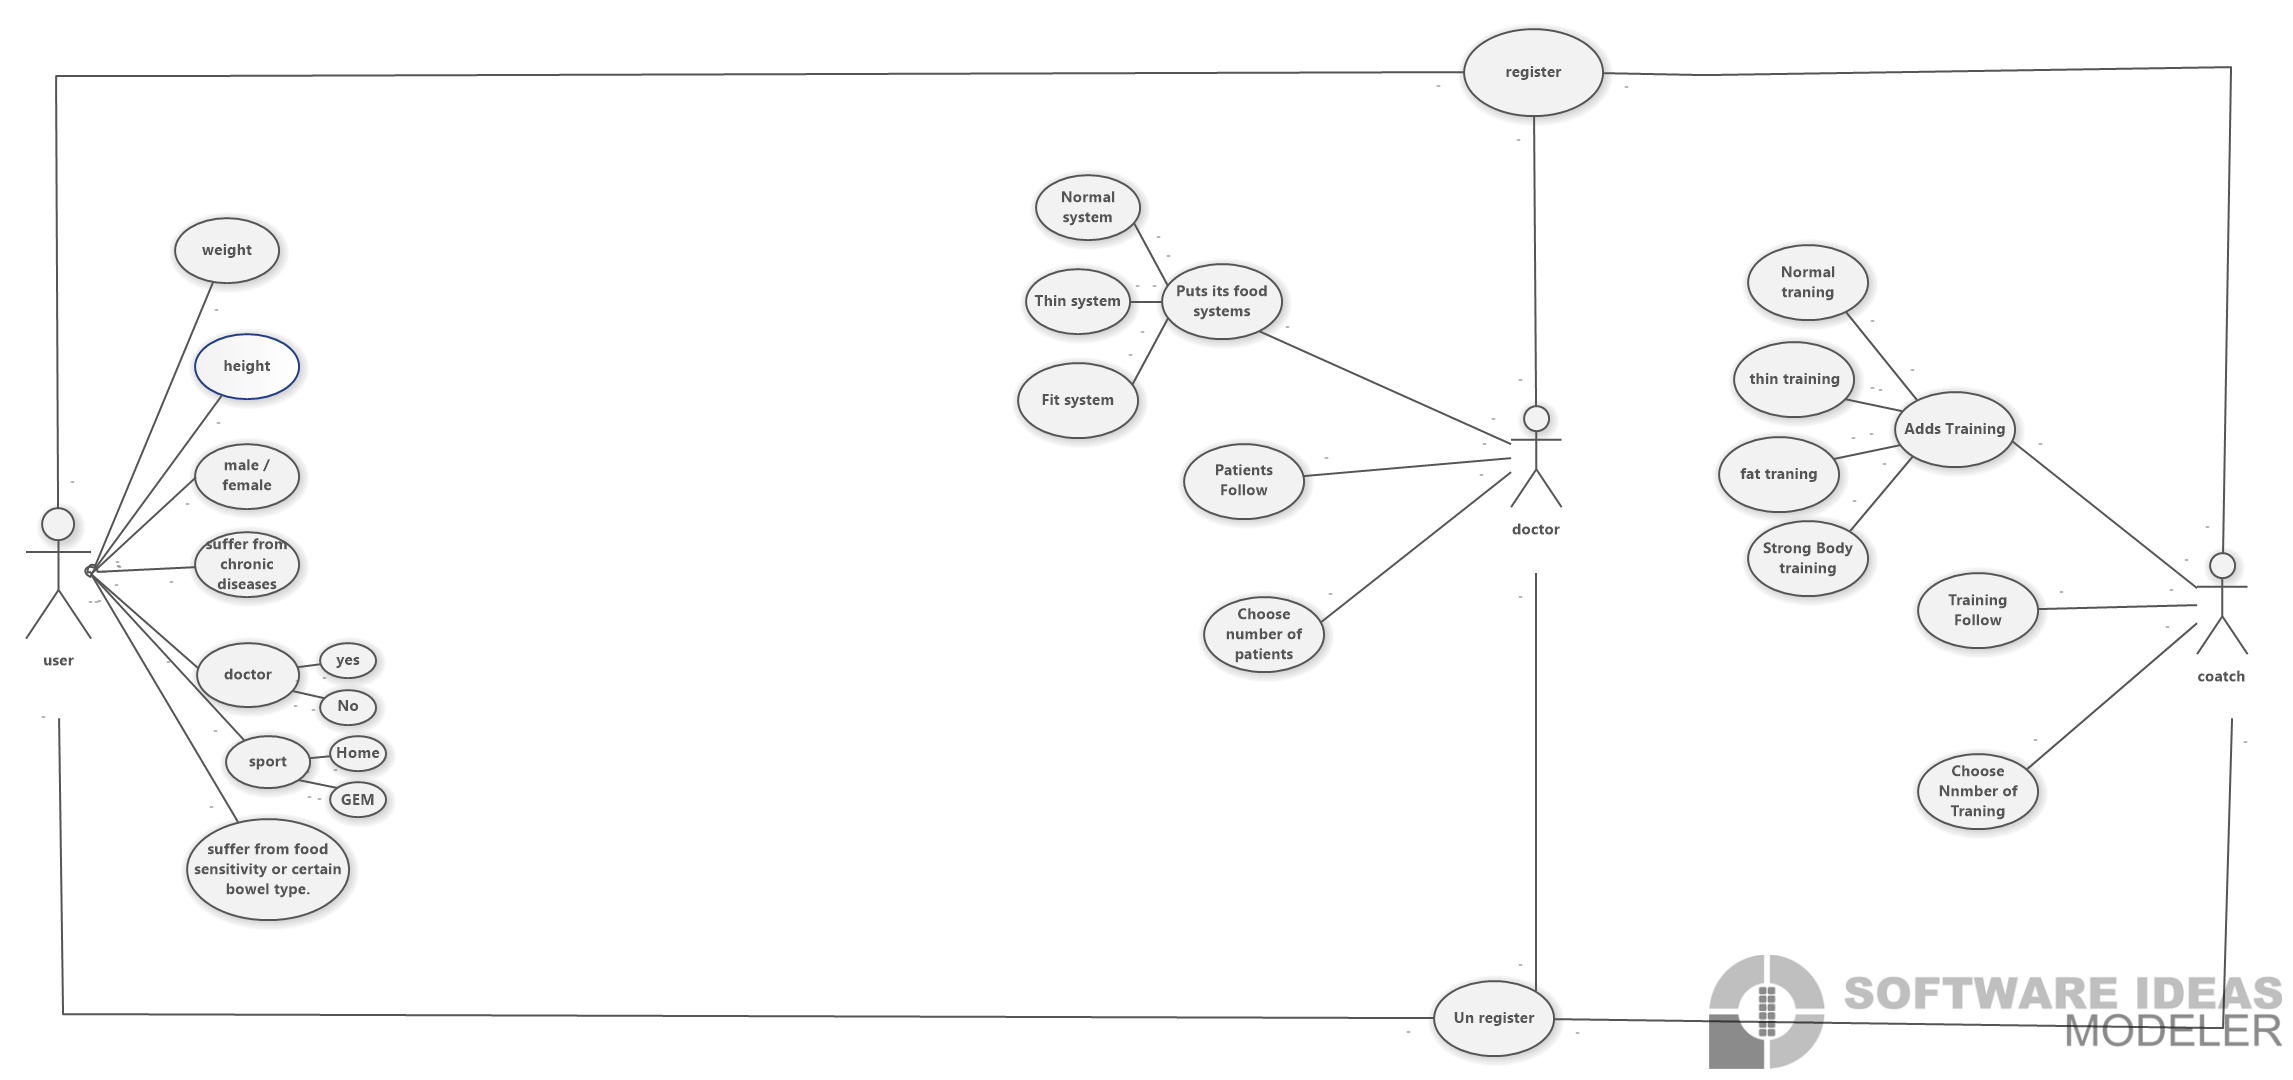 register
Normal
system
weight
Normal
traning
Puts its food
systems
Thin system
height
thin training
Fit system
Adds Training
male /
female
Patients
Follow
fat traning
doctor
suffer from
chronic
diseases
Strong Body
training
Training
Follow
Choose
number of
patients
user
yes
doctor
No
coatch
Home
sport
GEM
Choose
Nnmber of
Traning
suffer from food
sensitivity or certain
bowel type.
Un register
SOFTWARE IDEAS
MODELER